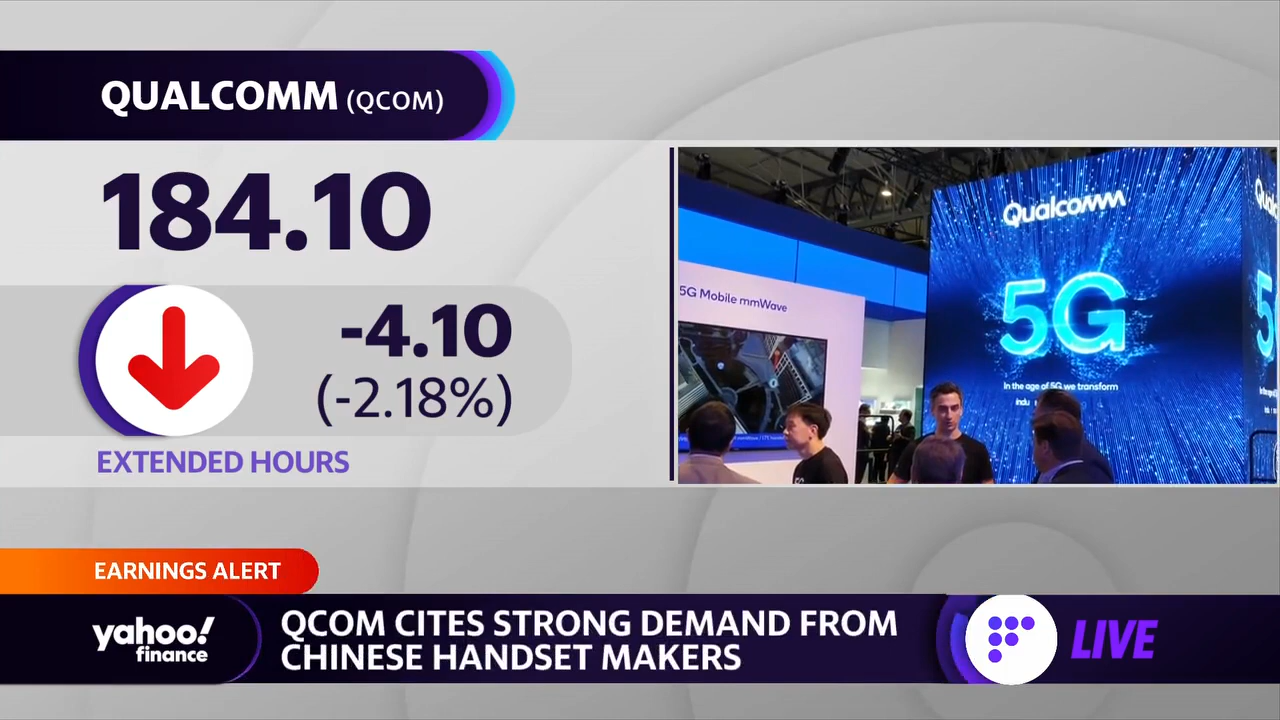 QUALCOMM (QCOM)
184.10
-4.10
(-2.18%)
EXTENDED HOURS
Qualcomm
5G
5G Mobile mmWave
In the age of 5G we transform
EARNINGS ALERT
yahoo!
finance
QCOM CITES STRONG DEMAND FROM
CHINESE HANDSET MAKERS
LIVE